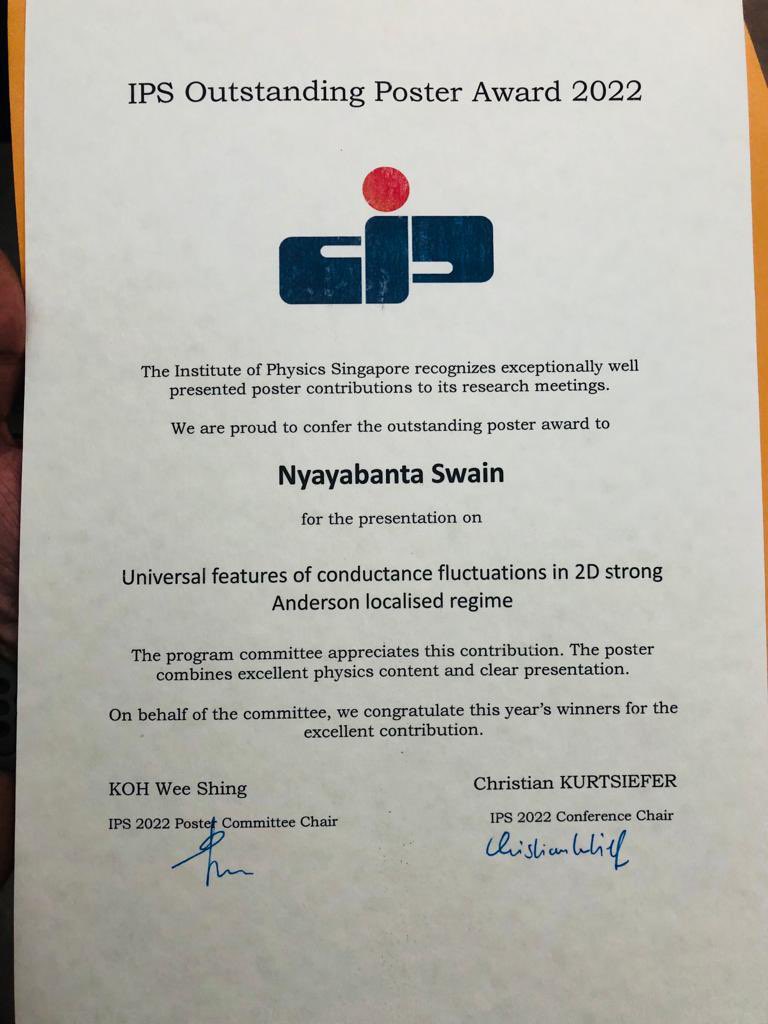 IPS Outstanding Poster Award 2022
The Institute of Physics Singapore recognizes exceptionally well
presented poster contributions to its research meetings.
We are proud to confer the outstanding poster award to
Nyayabanta Swain
for the presentation on
Universal features of conductance fluctuations in 2D strong
Anderson localised regime
The program committee appreciates this contribution. The poster
combines excellent physics content and clear presentation.
On behalf of the committee, we congratulate this year's winners for the
excellent contribution.
KOH Wee Shing
IPS 2022 Poster Committee Chair
Christian KURTSIEFER
IPS 2022 Conference Chair